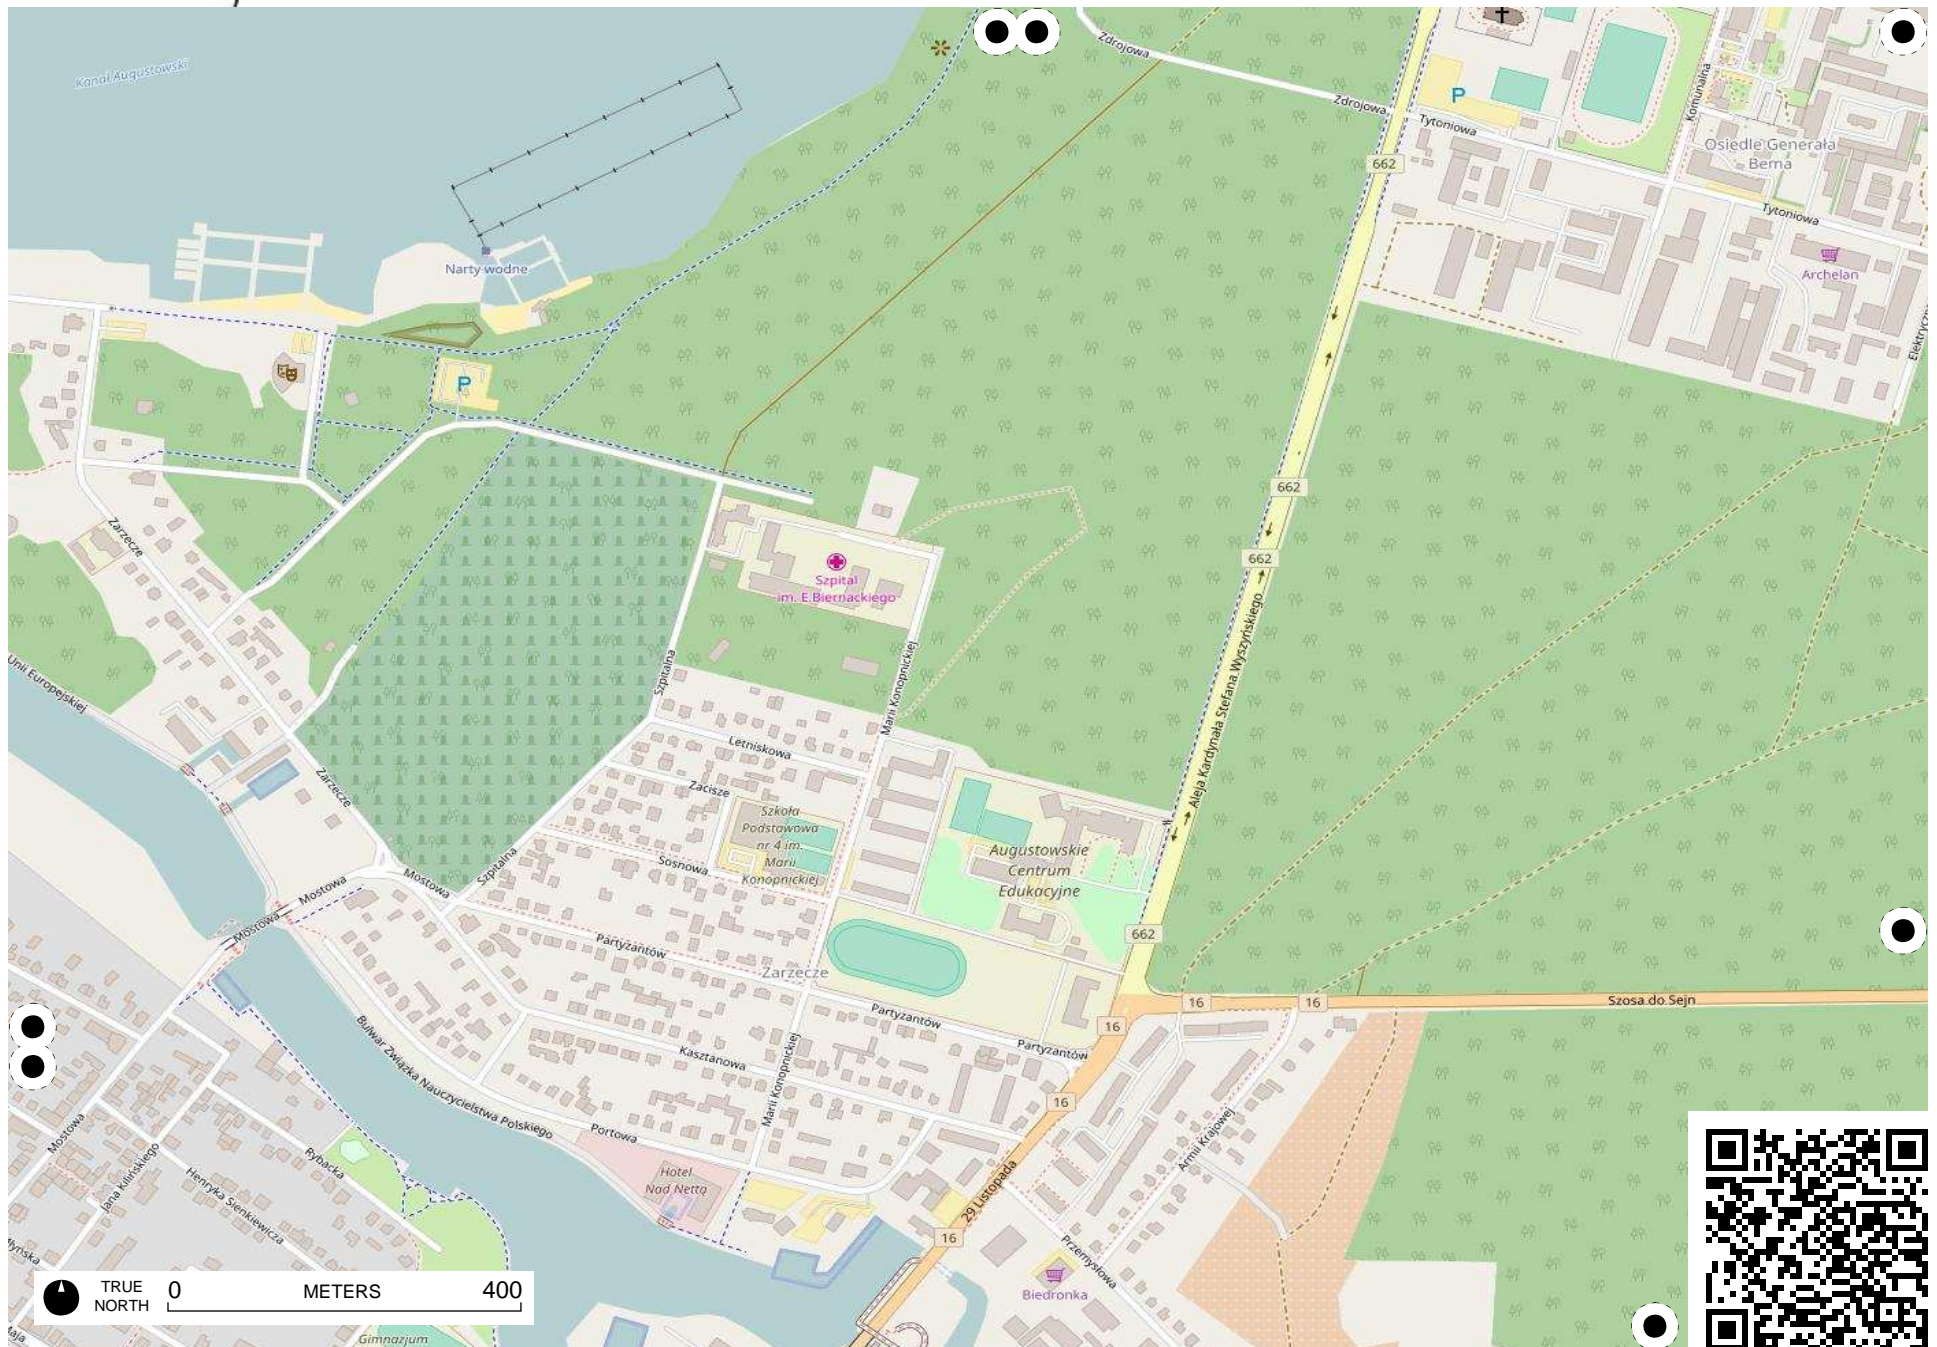 Kanał Augustowski
Zdrojowa
Zdrojowa
P
Tytoniowa
Komunalna
Osiedle Generała
Bema
662
Tytoniowa
Archelan
Narty wodne
Elektryczn
P
662
Zarzecze
662
Szpital
im. E.Biernackiego
Aleja Kardynała Stefana Wyszyńskiego
Unii Europejskiej
Szpitalna
Marii Konopnickiej
Letniskowa
Zacisze
Zarzecze
Szkoła
Podstawowa
nr 4 im.
Marii
Konopnickiej
Augustowskie
Centrum
Edukacyjne
Sosnowa
Szpitalna
Mostowa
Mostowa
Mostowa
662
Partyzantów
Zarzecze
16
16
Szosa do Sejn
Partyzantów
16
Partyzantów
Kasztanowa
Marii Konopnickiej
Bulwar Związku Nauczycielstwa Polskiego
16
Portowa
Armii Krajowej
Mostowa
Jana Kilińskiego
Rybacka
Henryka Sienkiewicza
Hotel
Nad Nettą
29 Listopada
16
Przemysłowa
Biedronka
TRUE
NORTH
0
METERS
400
Gimnazjum